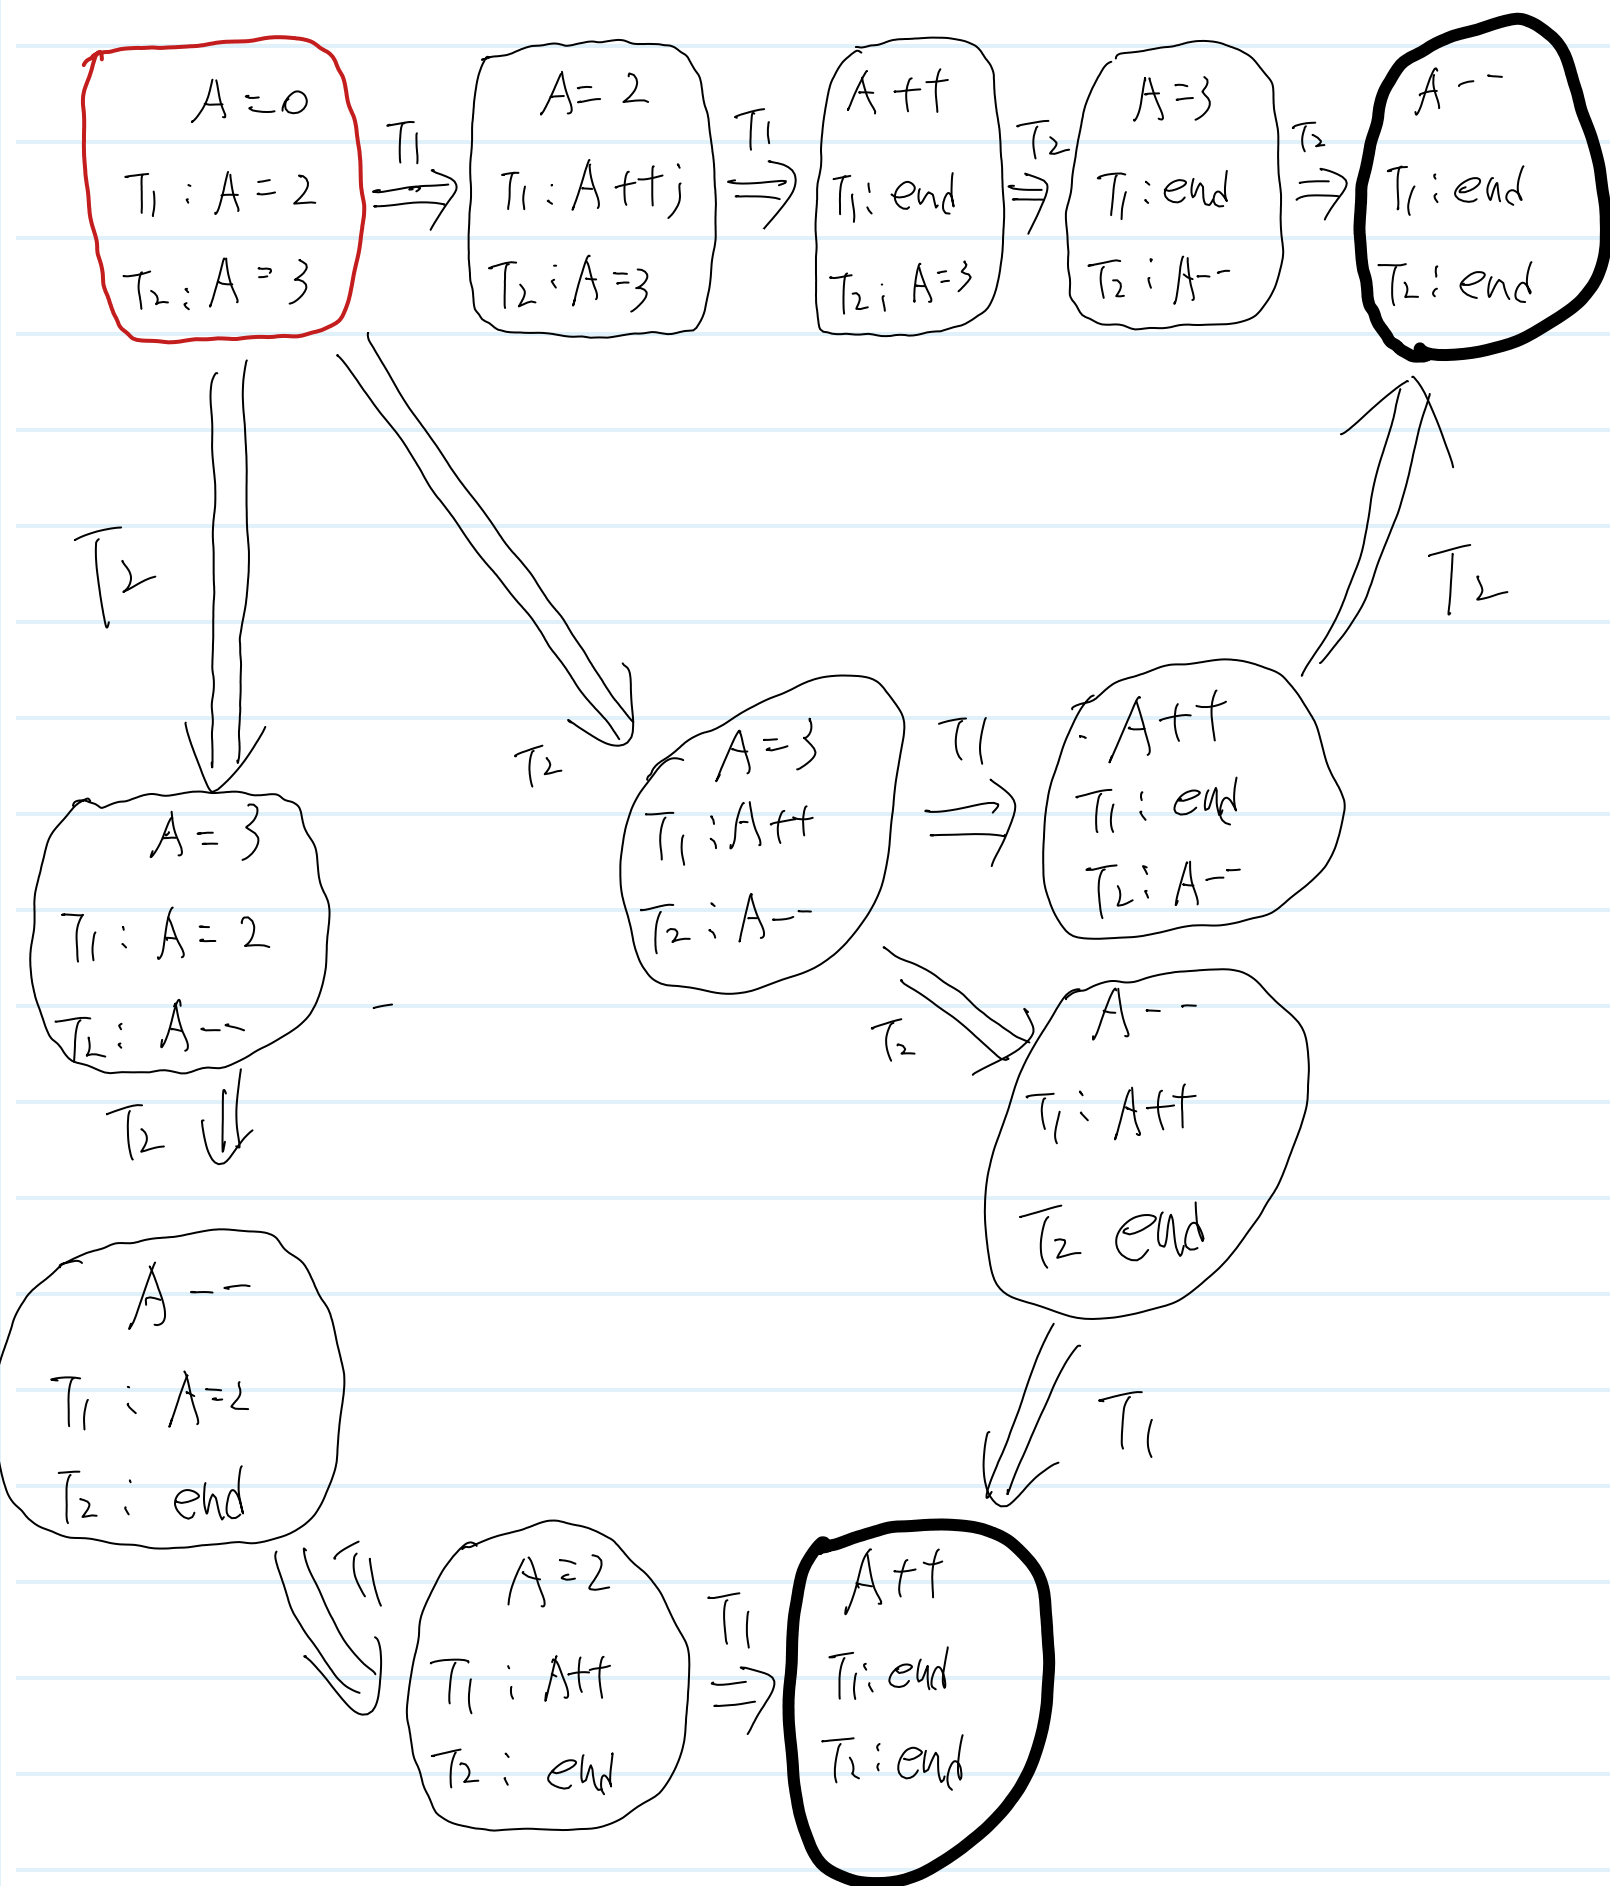 A=0
T1 : A=2
T2 : A=3
T1
A=2
T1 : A++;
T2 : A=3
T1
A++
T1 : end
T2 ; A=3
T2
A=3
T1 : end
T2 : A--
T2
A--
T1 : end
T2 : end
T2
T2
T2
A=3
T1 : A=2
T2 : A--
A=3
T1 : A++
T2 : A--
T1
A++
T1 : end
T2 : A--
T2
A--
T1 : A++
T2 end
T2
A--
T1 : A=2
T2 : end
T1
T1
A=2
T1 : A++
T2 : end
T1
A++
T1 : end
T2 : end